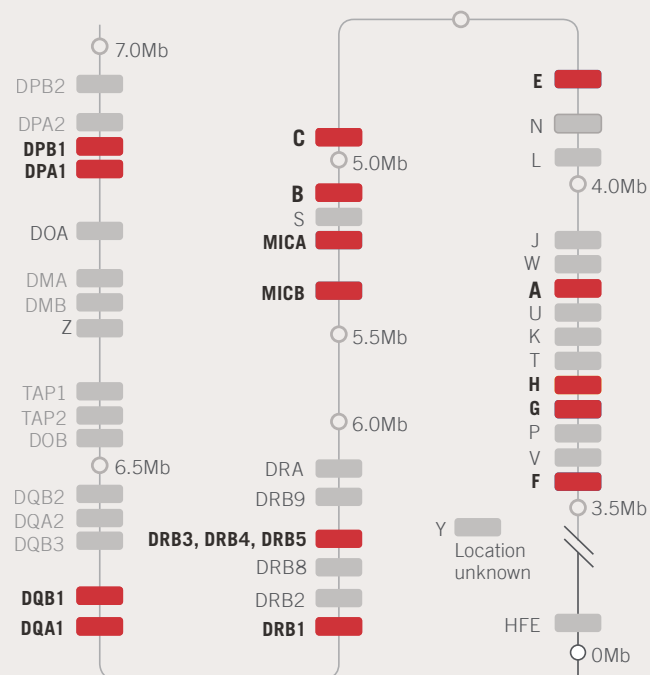 7.0Mb
DPB2
DPA2
DPB1
DPA1
DOA
DMA
DMB
Z
TAP1
TAP2
DOB
6.5Mb
DQB2
DQA2
DQB3
DQB1
DQA1
C
5.0Mb
B
S
MICA
MICB
5.5Mb
6.0Mb
DRA
DRB9
DRB3, DRB4, DRB5
DRB8
DRB2
DRB1
E
N
L
4.0Mb
J
W
A
U
K
T
H
G
P
V
F
3.5Mb
Y
Location
unknown
HFE
0Mb